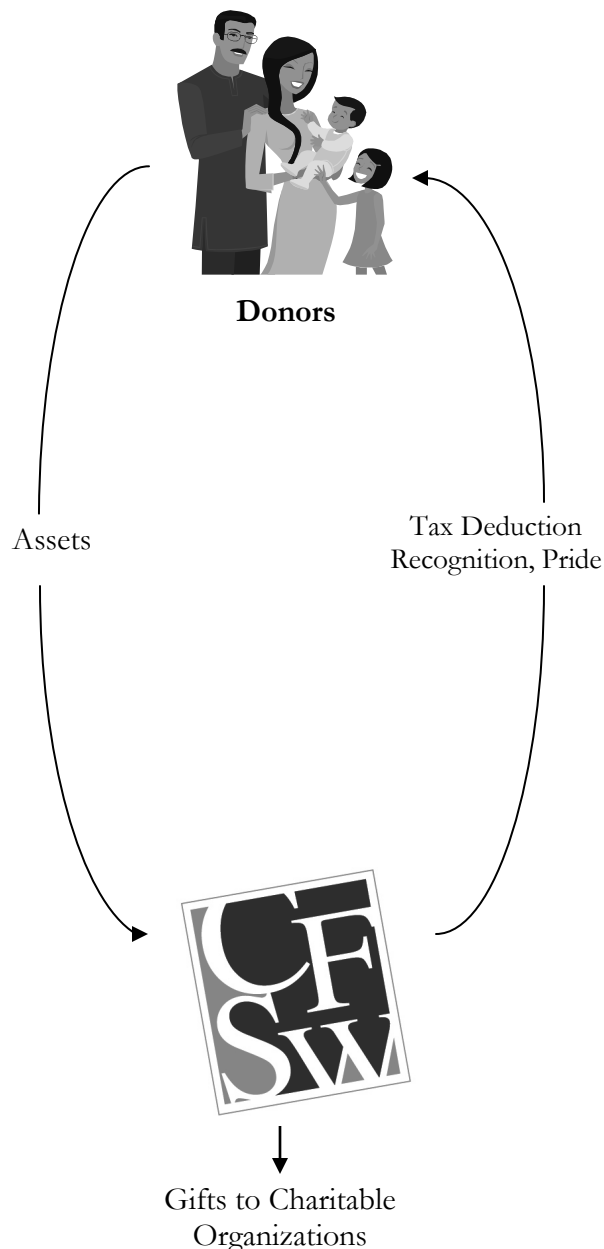 Donors
Assets
Tax Deduction
Recognition, Pride
CF
SW
Gifts to Charitable
Organizations